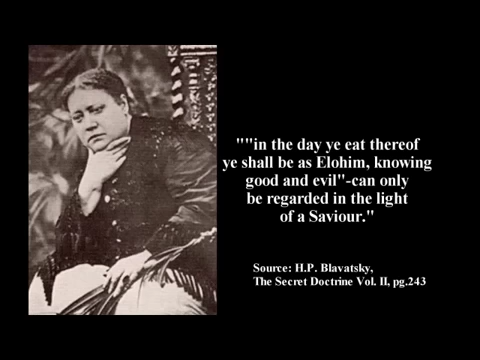 ""in the day ye eat thereof
ye shall be as Elohim, knowing
good and evil"-can only
be regarded in the light
of a Saviour."
Source: H.P. Blavatsky,
The Secret Doctrine Vol. II, pg.243